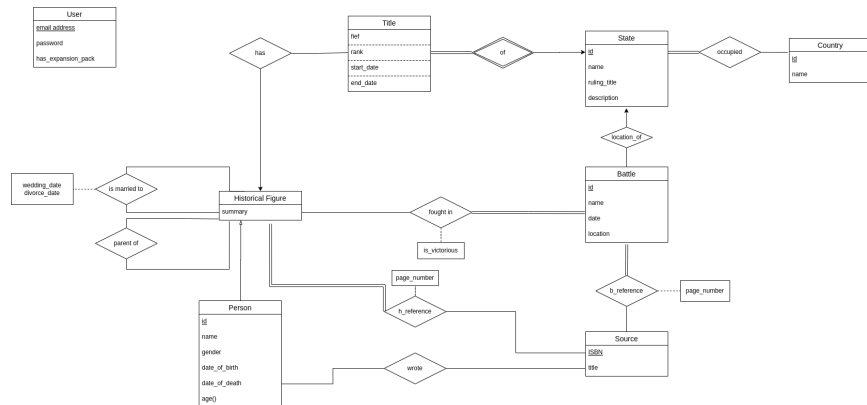 User
email address
password
has_expansion_pack
Title
fief
rank
start_date
end_date
has
of
State
id
name
ruling_title
description
occupied
Country
id
name
location_of
wedding_date
divorce_date
is married to
Historical Figure
summary
parent of
fought in
is_victorious
Battle
id
name
date
location
page_number
h_reference
b_reference
page_number
Person
id
name
gender
date_of_birth
date_of_death
age()
wrote
Source
ISBN
title